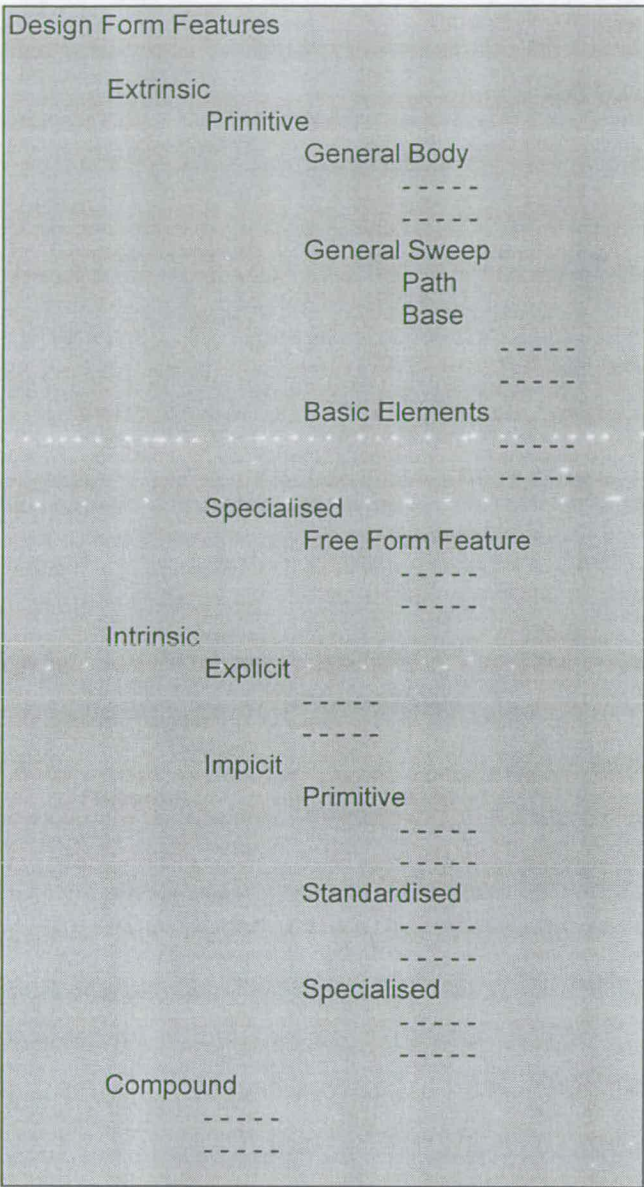 Design Form Features
Extrinsic
Primitive
General Body
- - - - -
- - - - -
General Sweep
Path
Base
- - - - -
- - - - -
Basic Elements
- - - - -
- - - - -
Specialised
Free Form Feature
- - - - -
- - - - -
Intrinsic
Explicit
- - - - -
- - - - -
Impicit
Primitive
- - - - -
- - - - -
Standardised
- - - - -
- - - - -
Specialised
- - - - -
- - - - -
Compound
- - - - -
- - - - -